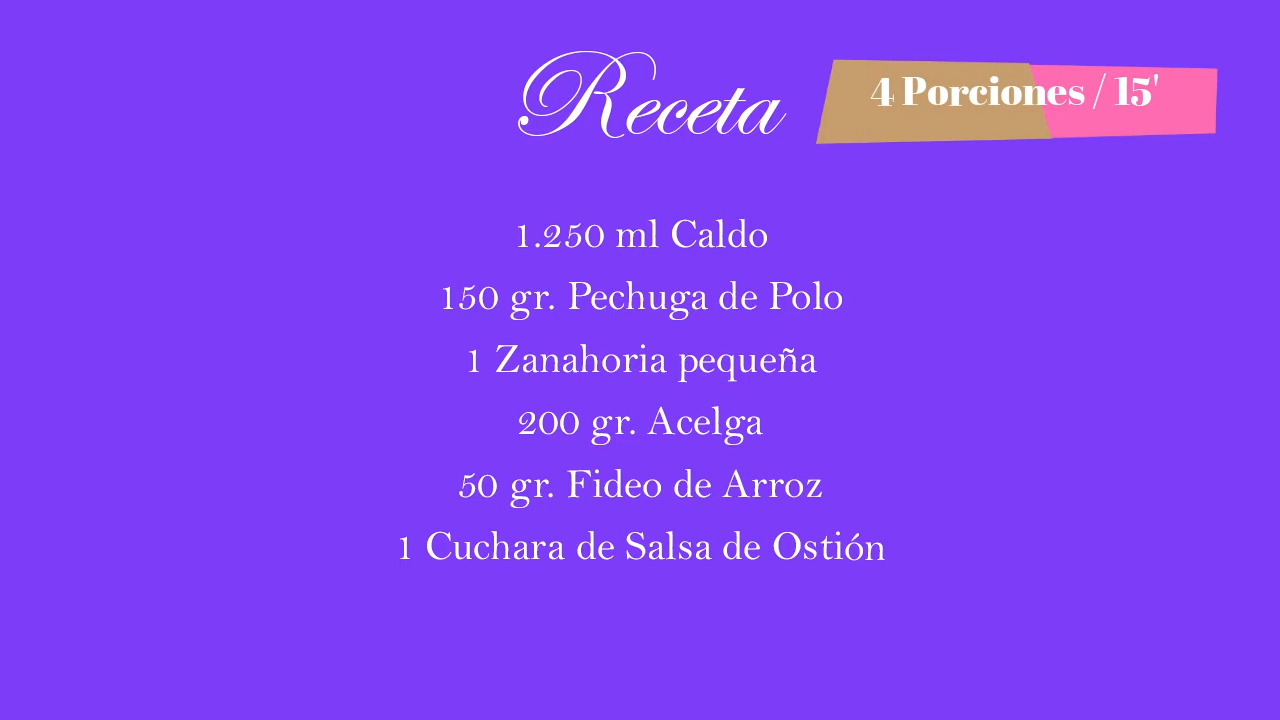 Receta
4 Porciones / 15'
1.250 ml Caldo
150 gr. Pechuga de Polo
1 Zanahoria pequeña
200 gr. Acelga
50 gr. Fideo de Arroz
1 Cuchara de Salsa de Ostión